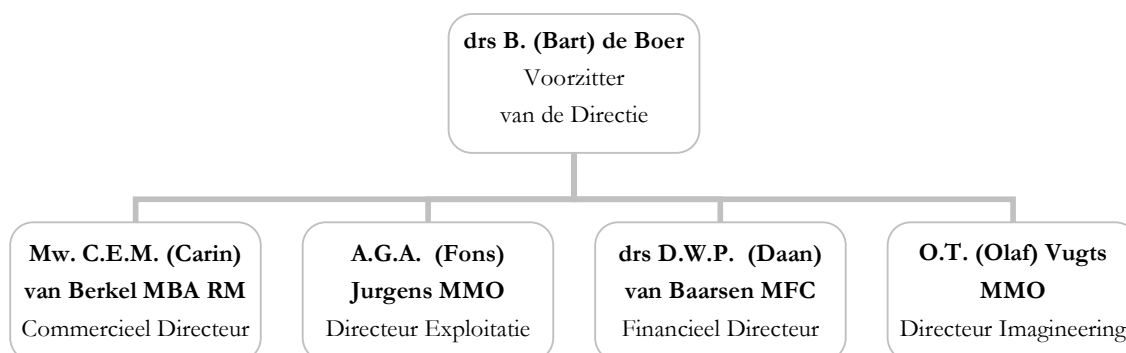 drs B. (Bart) de Boer
Voorzitter
van de Directie
Mw. C.E.M. (Carin)
van Berkel MBA RM
Commercieel Directeur
A.G.A. (Fons)
Jurgens MMO
Directeur Exploitatie
drs D.W.P. (Daan)
van Baarsen MFC
Financieel Directeur
O.T. (Olaf) Vugts
MMO
Directeur Imagineering